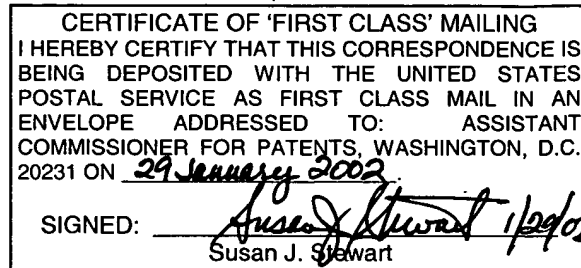 CERTIFICATE OF 'FIRST CLASS' MAILING
I HEREBY CERTIFY THAT THIS CORRESPONDENCE IS
BEING DEPOSITED WITH THE UNITED STATES
POSTAL SERVICE AS FIRST CLASS MAIL IN AN
ENVELOPE ADDRESSED TO: ASSISTANT
COMMISSIONER FOR PATENTS, WASHINGTON, D.C.
20231 ON 29 January 2002.
SIGNED: Susan J. Stewart 1/29/02
Susan J. Stewart